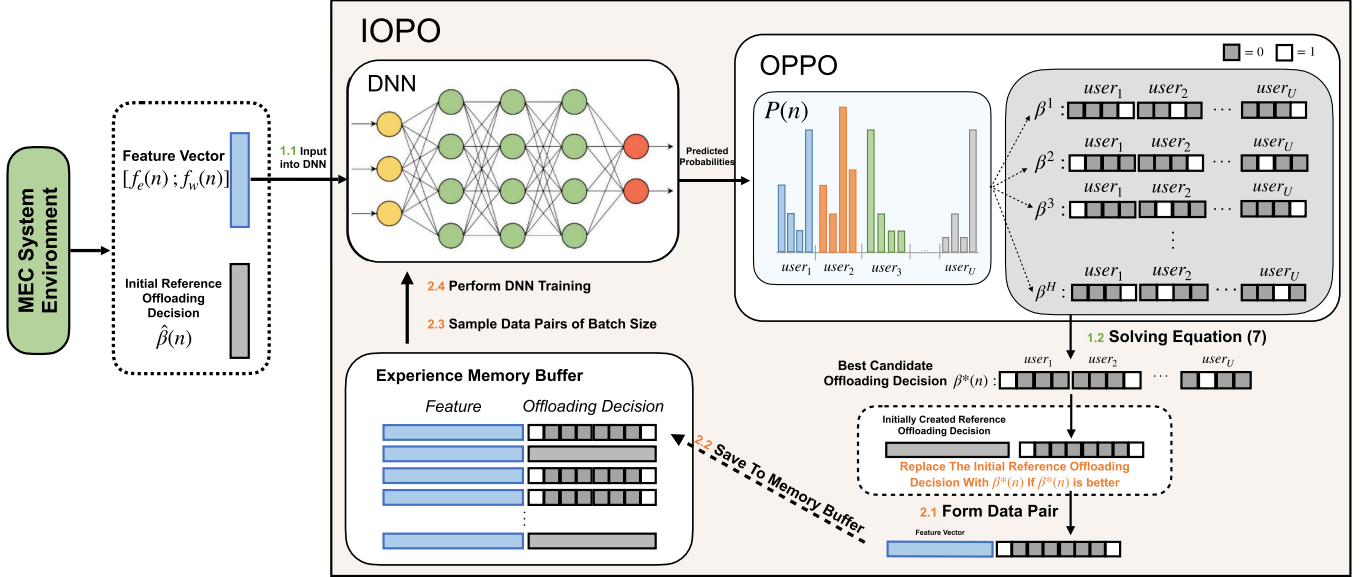 IOPO
DNN
OPPO
= 0
= 1
MEC System
Environment
Feature Vector
[f_e(n) ; f_w(n)]
Initial Reference
Offloading
Decision
β̂(n)
1.1 Input
into DNN
Predicted
Probabilities
P(n)
user_1
user_2
user_3
...
user_U
user_1
user_2
user_U
β^1 :
· · ·
user_1
user_2
user_U
β^2 :
· · ·
user_1
user_2
user_U
β^3 :
· · ·
⋮
user_1
user_2
user_U
β^H :
· · ·
1.2 Solving Equation (7)
user_1
user_2
user_U
Best Candidate
Offloading Decision β*(n) :
· · ·
Initially Created Reference
Offloading Decision
Replace The Initial Reference Offloading
Decision With β*(n) If β*(n) is better
2.1 Form Data Pair
Feature Vector
2.2 Save To Memory Buffer
2.4 Perform DNN Training
2.3 Sample Data Pairs of Batch Size
Experience Memory Buffer
Feature
Offloading Decision
⋮